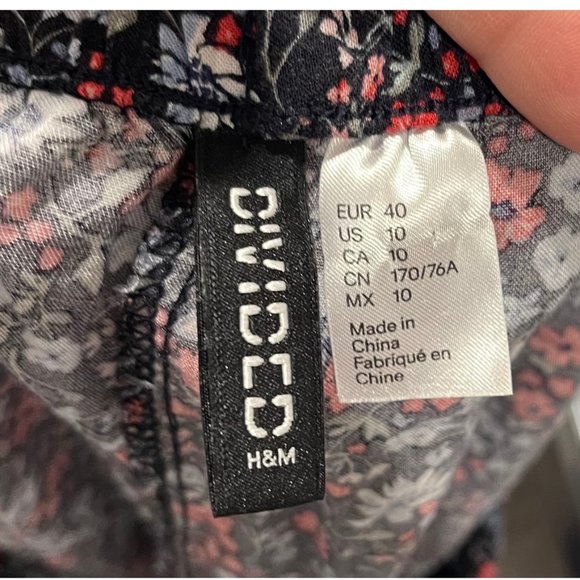 DIVIDED
H&M
EUR 40
US 10
CA 10
CN 170/76A
MX 10
Made in
China
Fabriqué en
Chine